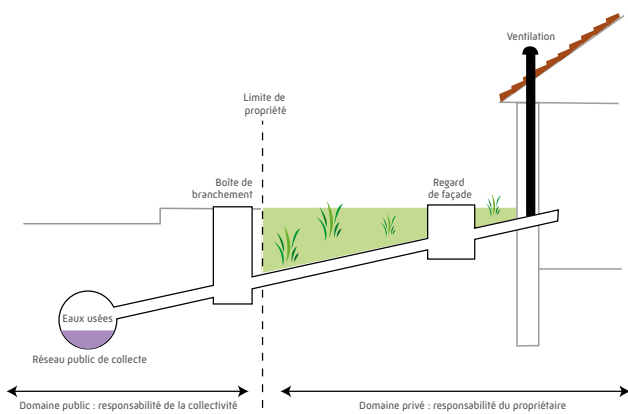 Ventilation
Limite de
propriété
Boîte de
branchement
Regard
de façade
Eaux usées
Réseau public de collecte
Domaine public : responsabilité de la collectivité
Domaine privé : responsabilité du propriétaire